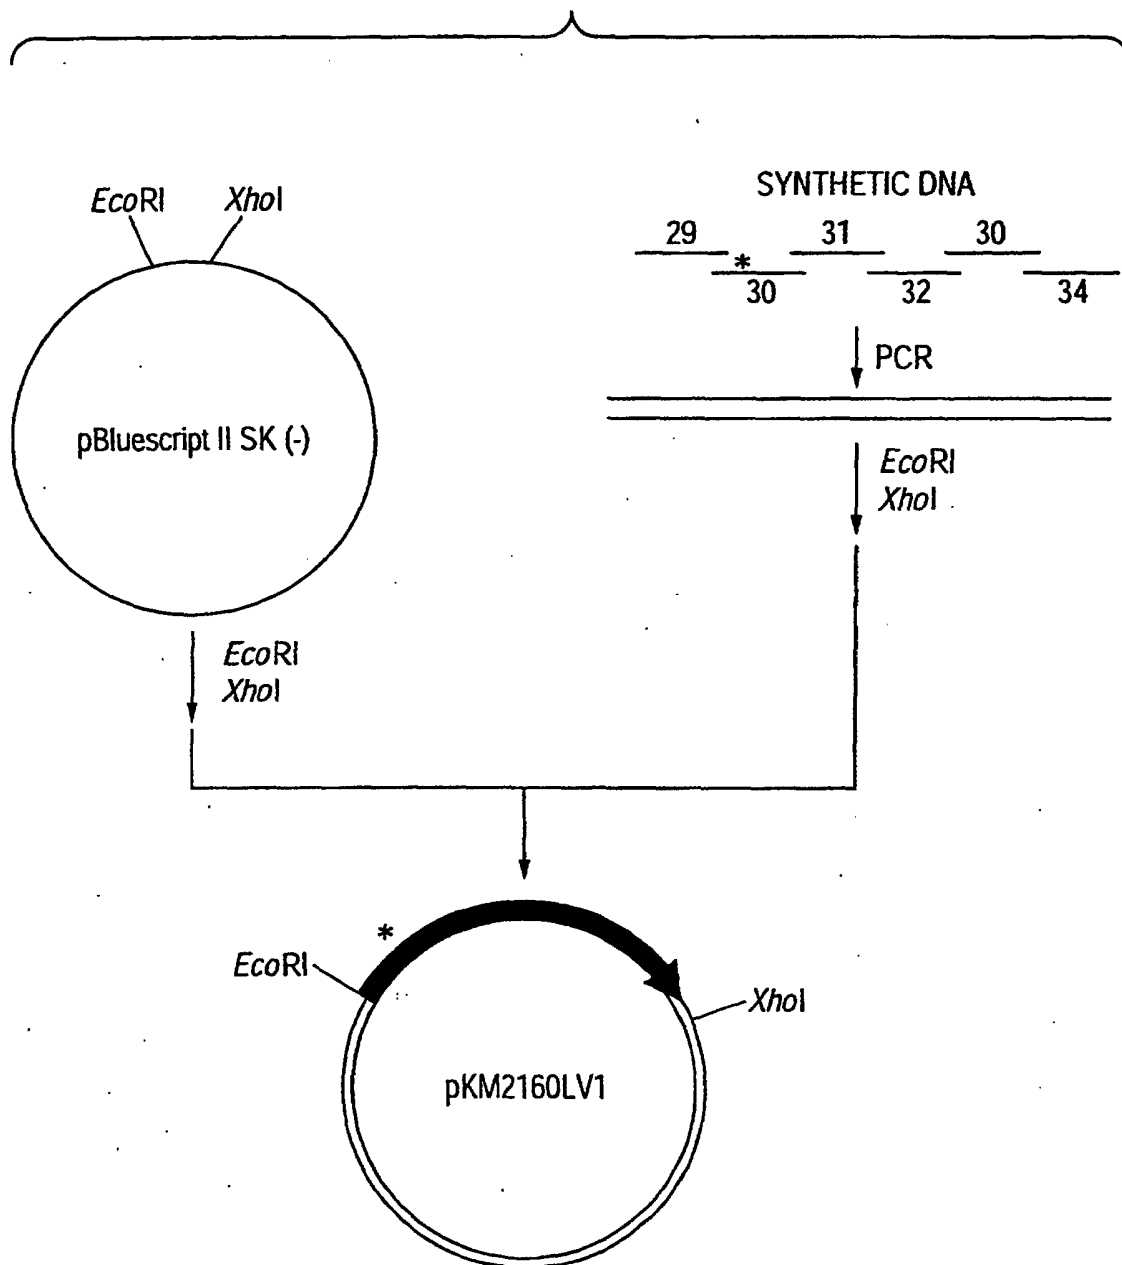 EcoRI XhoI
pBluescript II SK (-)
EcoRI
XhoI
SYNTHETIC DNA
29 31 30
*
30 32 34
PCR
EcoRI
XhoI
*
EcoRI
XhoI
pKM2160LV1